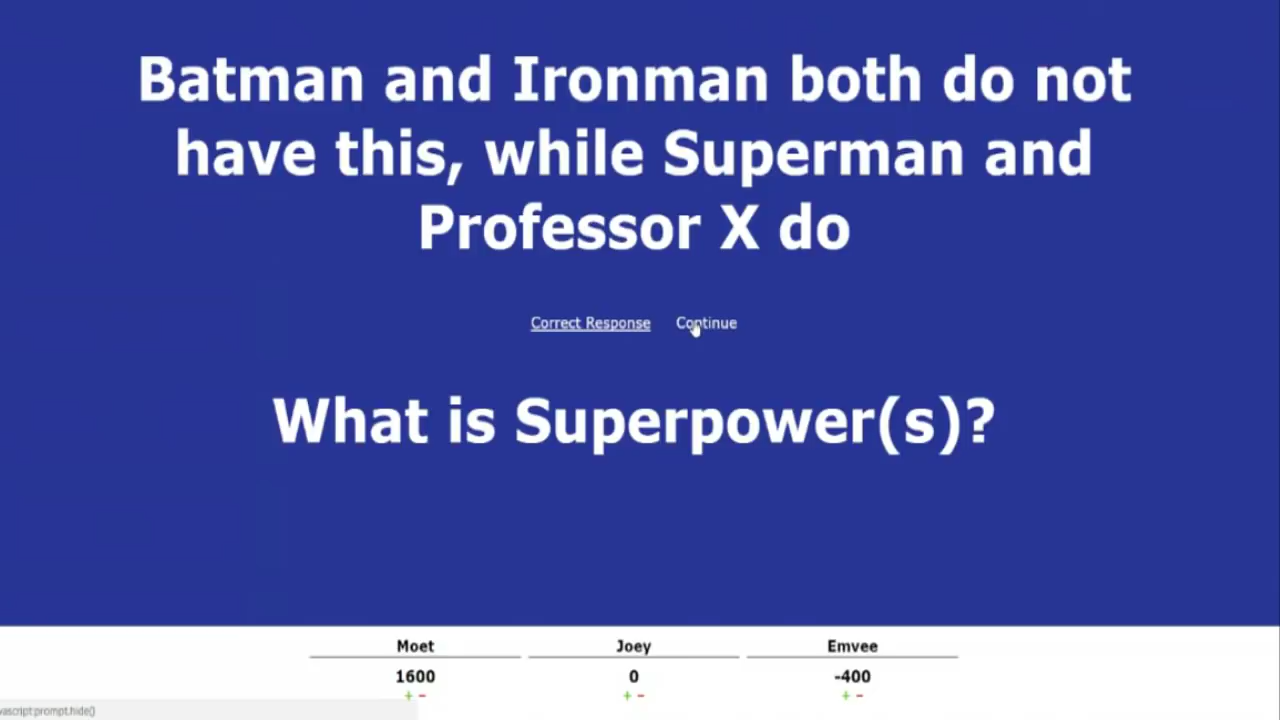 Batman and Ironman both do not
have this, while Superman and
Professor X do
Correct Response Continue
What is Superpower(s)?
Moet Joey Emvee
1600 0 -400
+ - + - + -
vascript:prompt.hide()